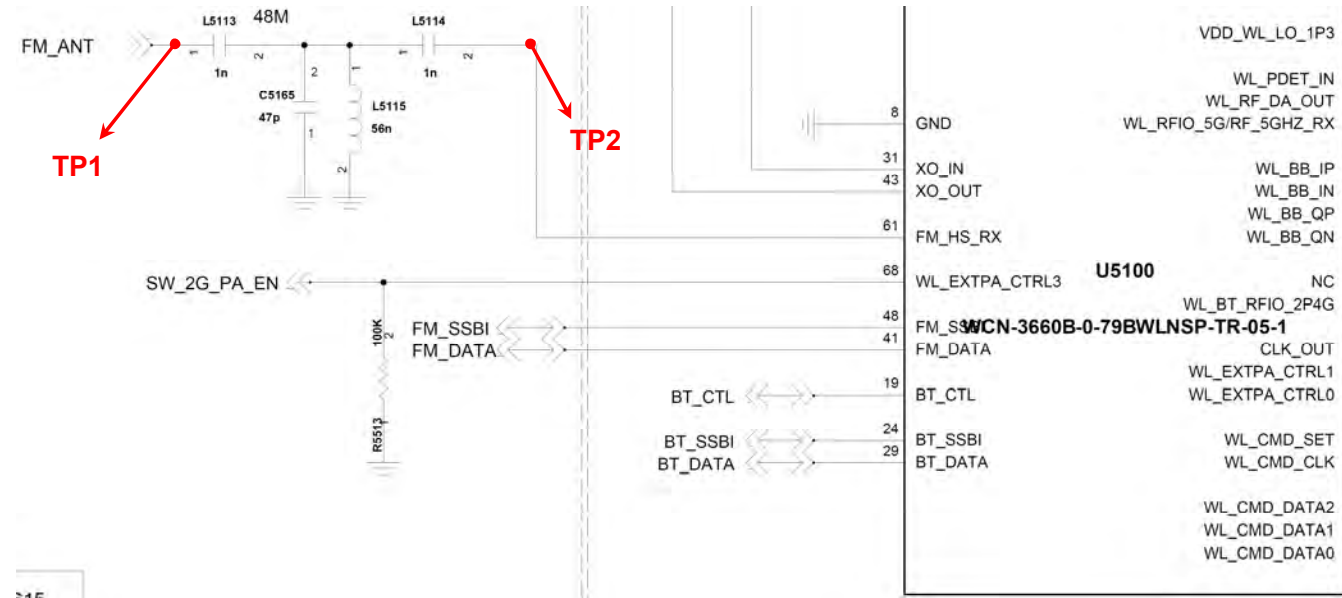 L5113
48M
L5114
FM_ANT
1
2
1
2
1n
1n
2
1
C5165
47p
L5115
56n
1
2
TP1
TP2
VDD_WL_LO_1P3
WL_PDET_IN
WL_RF_DA_OUT
8
GND
WL_RFIO_5G/RF_5GHZ_RX
31
XO_IN
WL_BB_IP
43
XO_OUT
WL_BB_IN
WL_BB_QP
61
FM_HS_RX
WL_BB_QN
SW_2G_PA_EN
68
WL_EXTPA_CTRL3
U5100
NC
WL_BT_RFIO_2P4G
100K
2
FM_SSBI
48
WCN-3660B-0-79BWLNSP-TR-05-1
FM_DATA
41
FM_DATA
CLK_OUT
WL_EXTPA_CTRL1
BT_CTL
19
BT_CTL
WL_EXTPA_CTRL0
R5513
1
BT_SSBI
24
BT_SSBI
WL_CMD_SET
BT_DATA
29
BT_DATA
WL_CMD_CLK
WL_CMD_DATA2
WL_CMD_DATA1
WL_CMD_DATA0